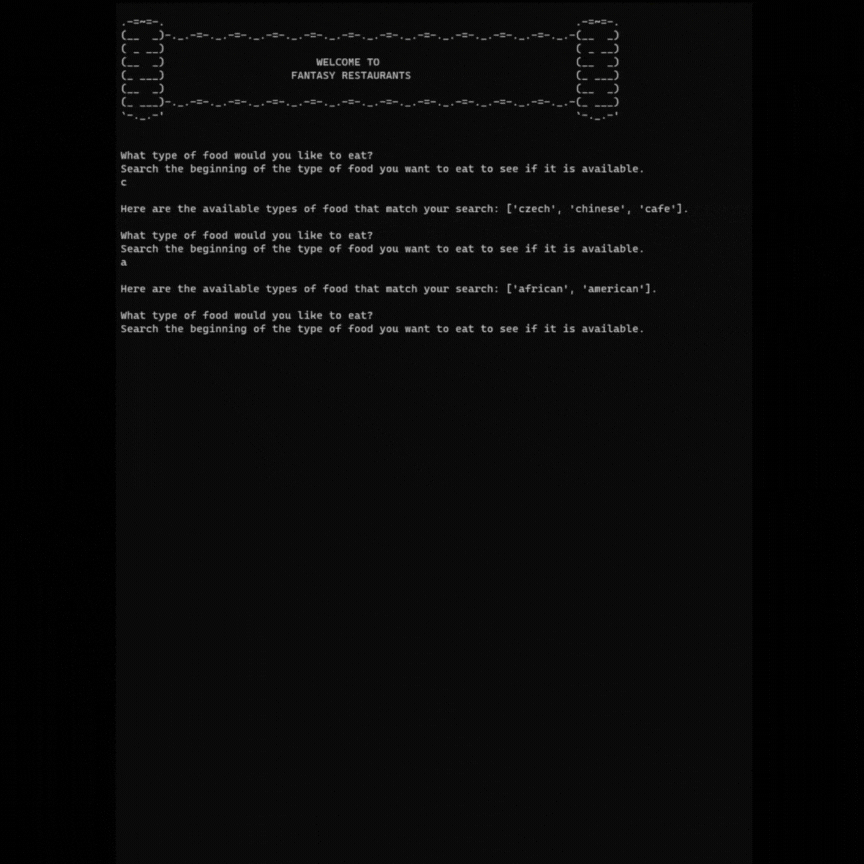 WELCOME TO
FANTASY RESTAURANTS
What type of food would you like to eat?
Search the beginning of the type of food you want to eat to see if it is available.
c
Here are the available types of food that match your search: ['czech', 'chinese', 'cafe'].
What type of food would you like to eat?
Search the beginning of the type of food you want to eat to see if it is available.
a
Here are the available types of food that match your search: ['african', 'american'].
What type of food would you like to eat?
Search the beginning of the type of food you want to eat to see if it is available.